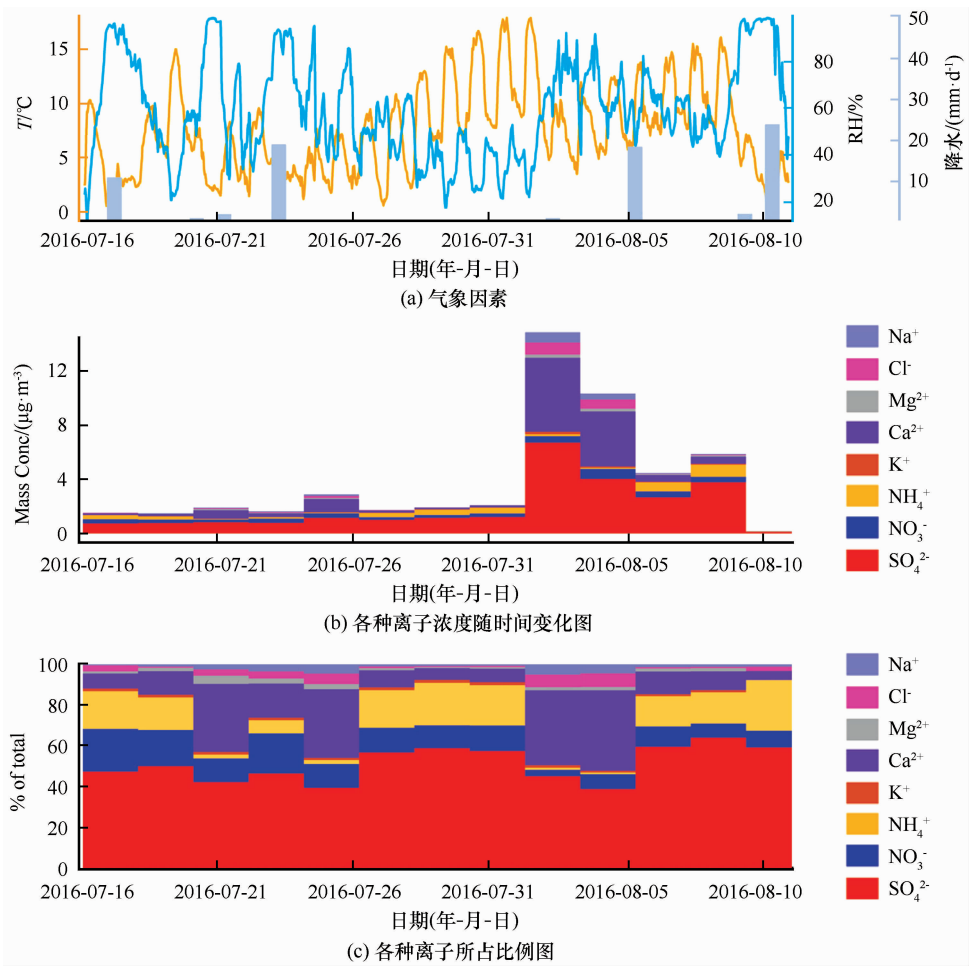 15
10
5
0
T/℃
80
60
40
20
RH/%
50
40
30
20
10
降水/(mm·d⁻¹)
2016-07-16 2016-07-21 2016-07-26 2016-07-31 2016-08-05 2016-08-10
日期(年-月-日)
(a) 气象因素
12
8
4
0
Mass Conc/(μg·m⁻³)
2016-07-16 2016-07-21 2016-07-26 2016-07-31 2016-08-05 2016-08-10
日期(年-月-日)
(b) 各种离子浓度随时间变化图
Na⁺
Cl⁻
Mg²⁺
Ca²⁺
K⁺
NH₄⁺
NO₃⁻
SO₄²⁻
100
80
60
40
20
0
% of total
2016-07-16 2016-07-21 2016-07-26 2016-07-31 2016-08-05 2016-08-10
日期(年-月-日)
(c) 各种离子所占比例图
Na⁺
Cl⁻
Mg²⁺
Ca²⁺
K⁺
NH₄⁺
NO₃⁻
SO₄²⁻